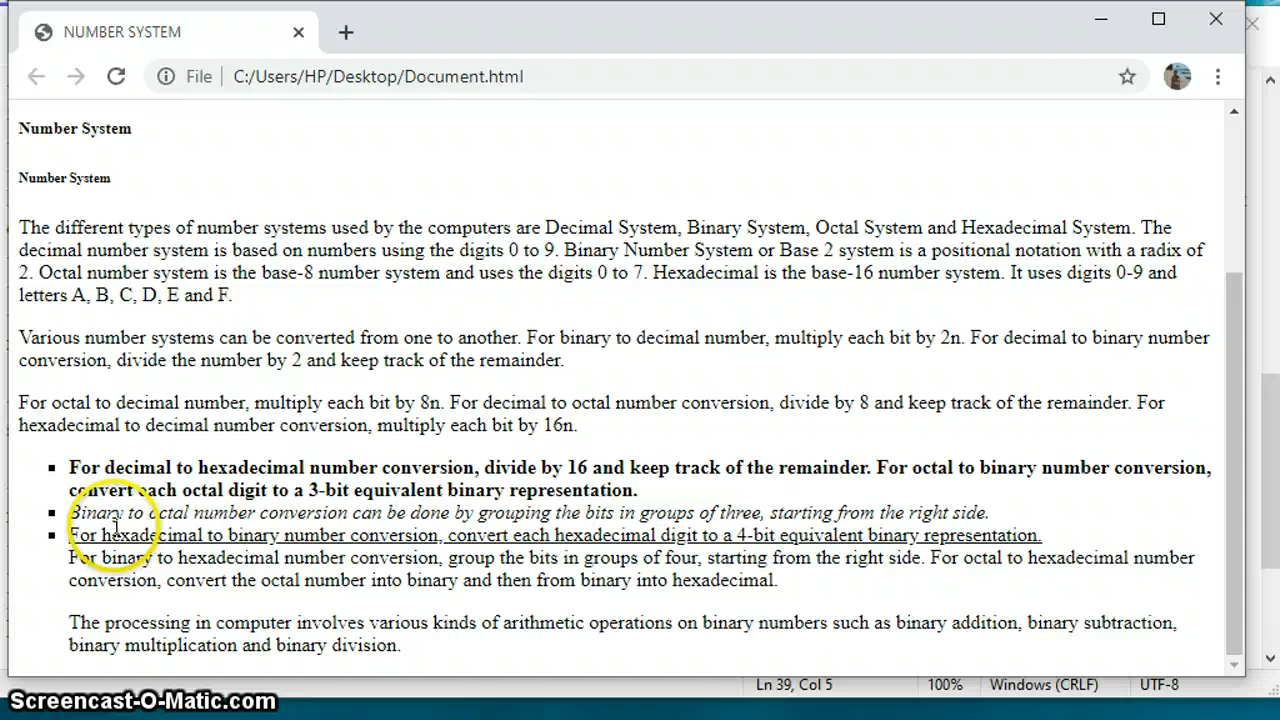 NUMBER SYSTEM
File C:/Users/HP/Desktop/Document.html
Number System
Number System
The different types of number systems used by the computers are Decimal System, Binary System, Octal System and Hexadecimal System. The
decimal number system is based on numbers using the digits 0 to 9. Binary Number System or Base 2 system is a positional notation with a radix of
2. Octal number system is the base-8 number system and uses the digits 0 to 7. Hexadecimal is the base-16 number system. It uses digits 0-9 and
letters A, B, C, D, E and F.
Various number systems can be converted from one to another. For binary to decimal number, multiply each bit by 2n. For decimal to binary number
conversion, divide the number by 2 and keep track of the remainder.
For octal to decimal number, multiply each bit by 8n. For decimal to octal number conversion, divide by 8 and keep track of the remainder. For
hexadecimal to decimal number conversion, multiply each bit by 16n.
For decimal to hexadecimal number conversion, divide by 16 and keep track of the remainder. For octal to binary number conversion,
convert each octal digit to a 3-bit equivalent binary representation.
Binary to octal number conversion can be done by grouping the bits in groups of three, starting from the right side.
For hexadecimal to binary number conversion, convert each hexadecimal digit to a 4-bit equivalent binary representation.
For binary to hexadecimal number conversion, group the bits in groups of four, starting from the right side. For octal to hexadecimal number
conversion, convert the octal number into binary and then from binary into hexadecimal.
The processing in computer involves various kinds of arithmetic operations on binary numbers such as binary addition, binary subtraction,
binary multiplication and binary division.
Ln 39, Col 5 100% Windows (CRLF) UTF-8
Screencast-O-Matic.com